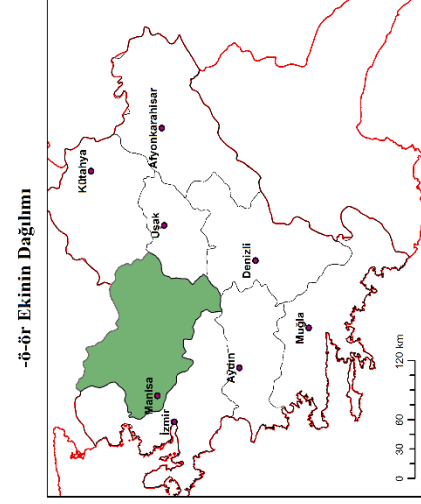 -ö-ör Ekinin Dağılımı
Kütahya
Manisa
Uşak
Afyonkarahisar
İzmir
Aydın
Denizli
Muğla
0 30 60 120 km